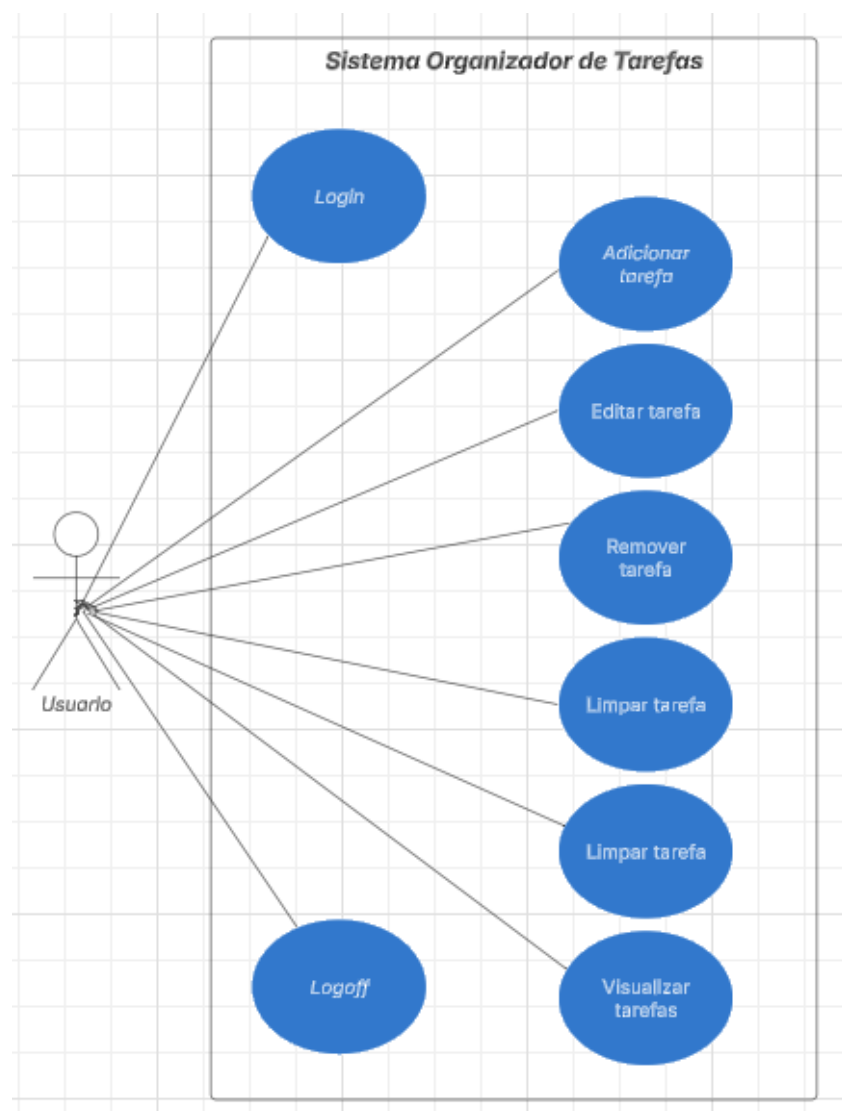 Sistema Organizador de Tarefas
Login
Adicionar
tarefa
Editar tarefa
Remover
tarefa
Usuario
Limpar tarefa
Limpar tarefa
Logoff
Visualizar
tarefas